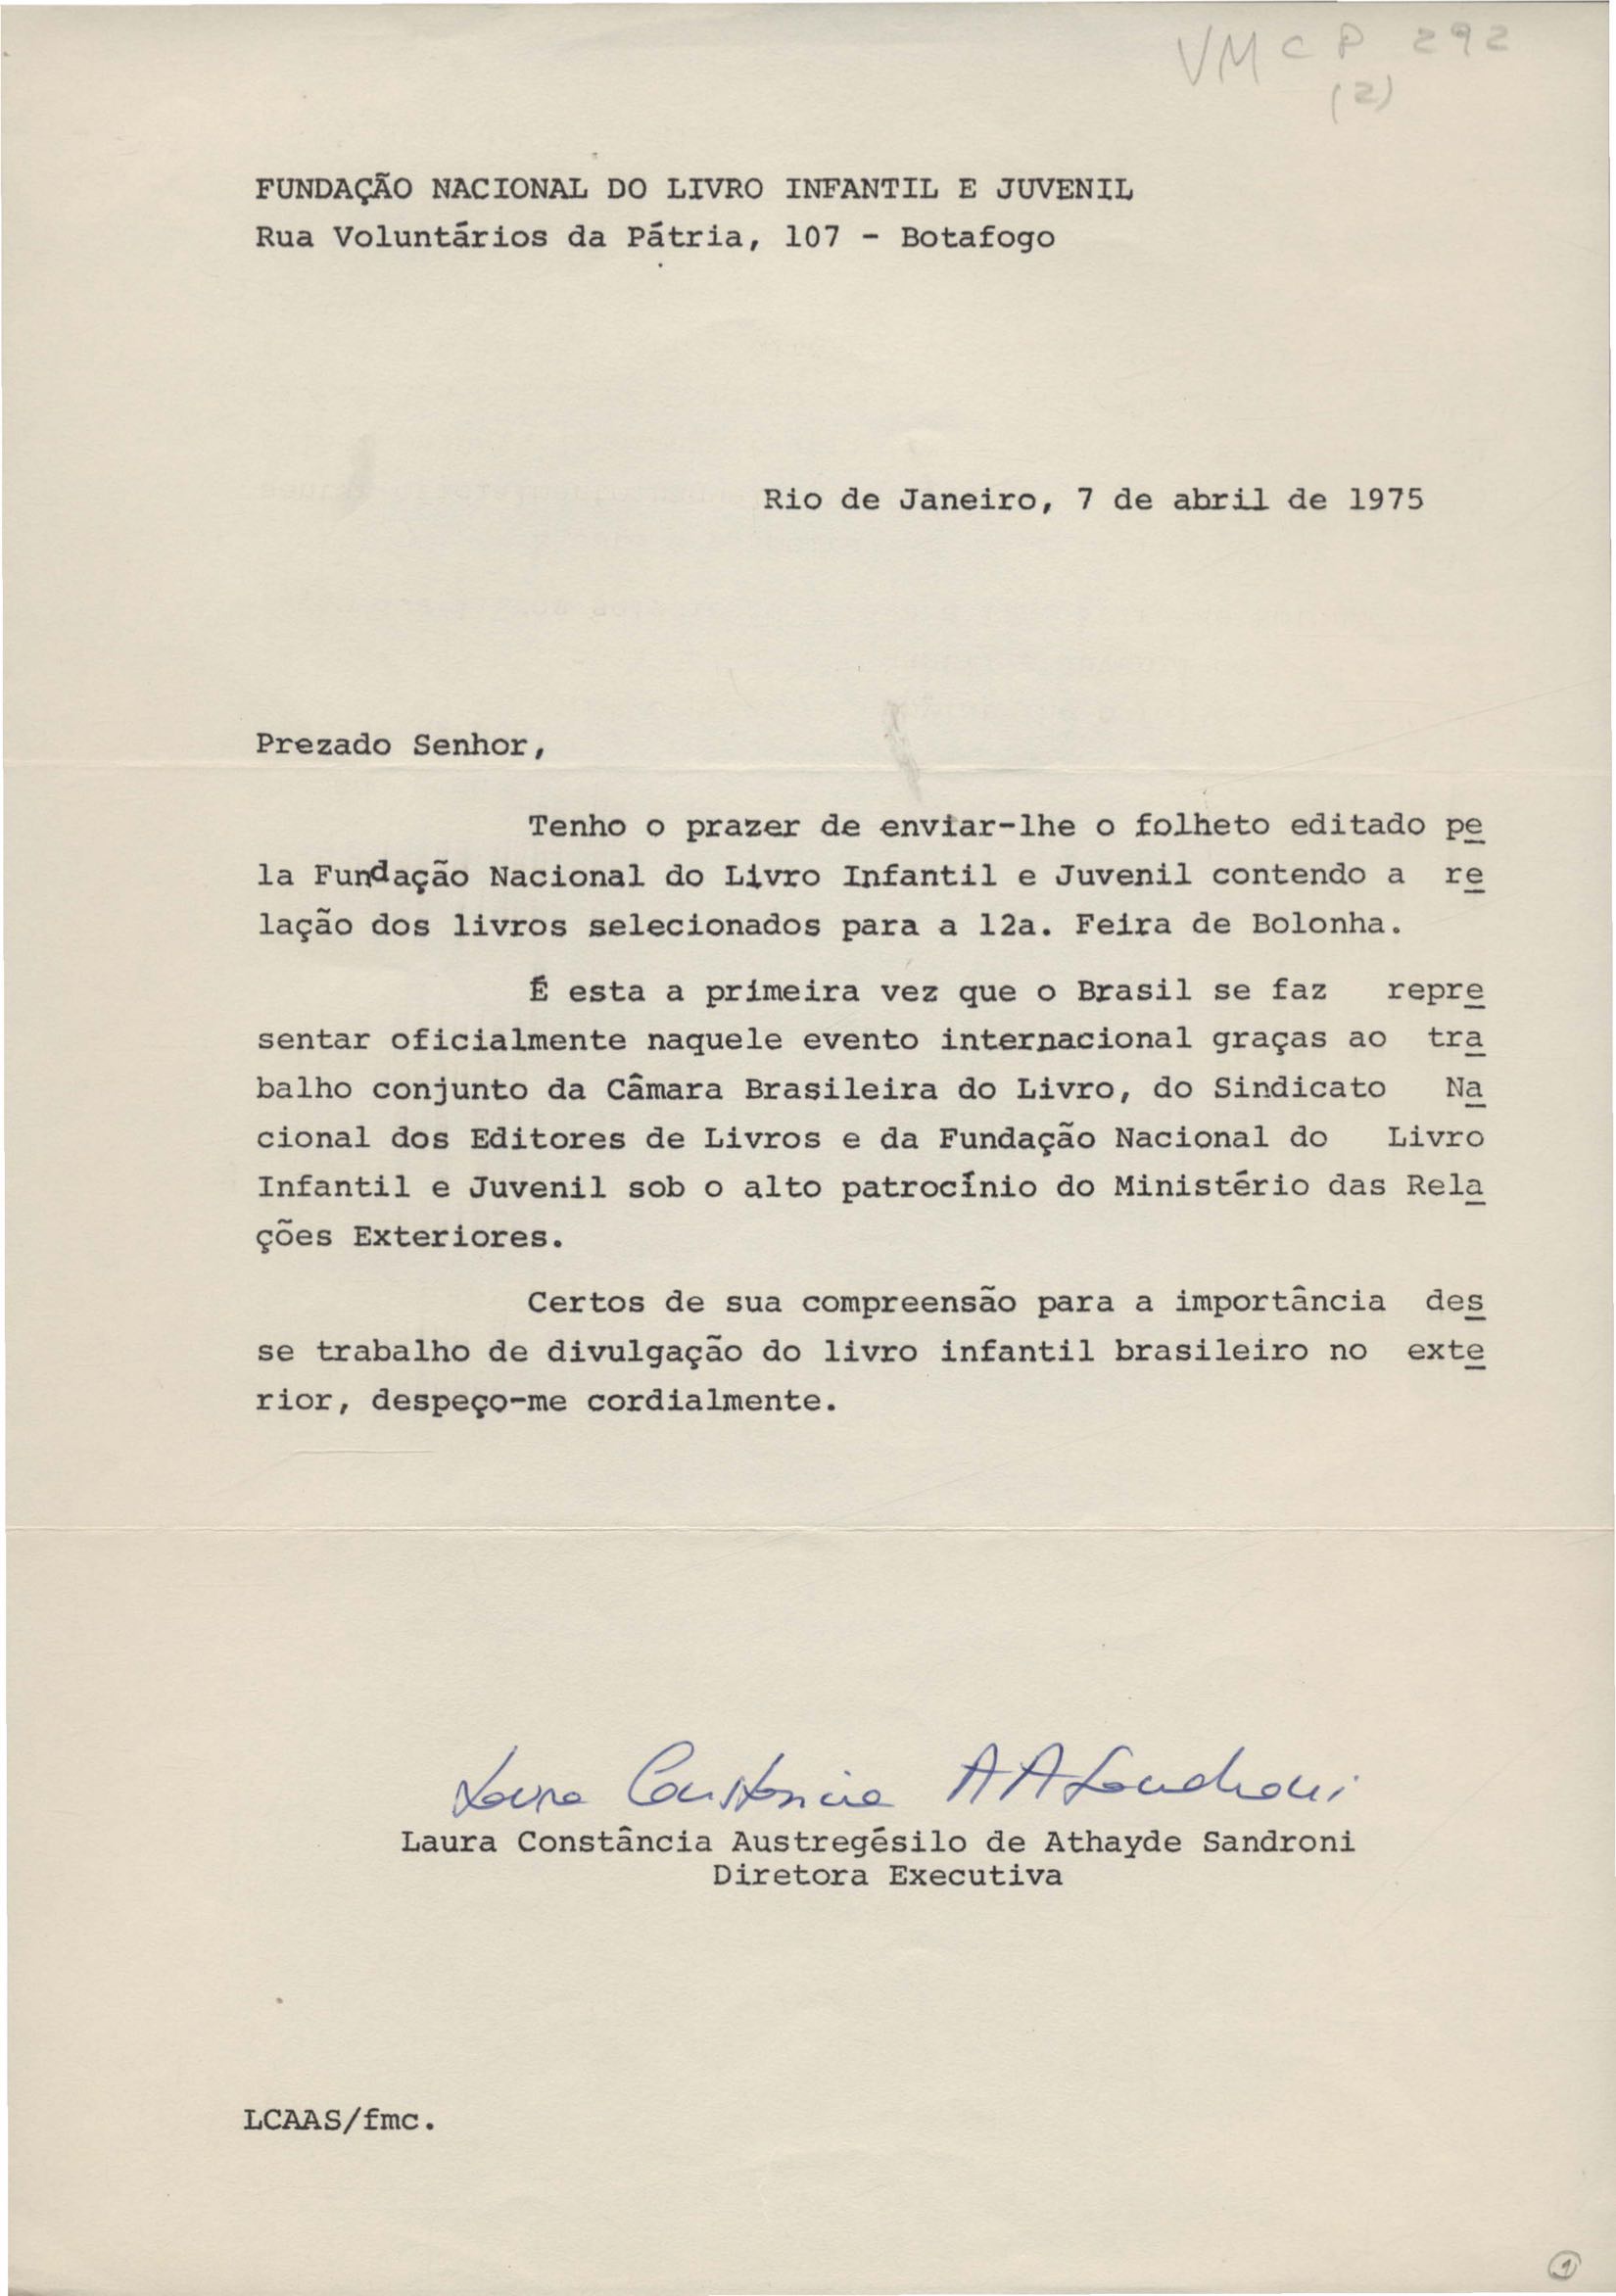 VMCP 292
(2)
FUNDAÇÃO NACIONAL DO LIVRO INFANTIL E JUVENIL
Rua Voluntários da Pátria, 107 - Botafogo
Rio de Janeiro, 7 de abril de 1975
Prezado Senhor,
Tenho o prazer de enviar-lhe o folheto editado pe
la Fundação Nacional do Livro Infantil e Juvenil contendo a re
lação dos livros selecionados para a 12a. Feira de Bolonha.
É esta a primeira vez que o Brasil se faz repre
sentar oficialmente naquele evento internacional graças ao tra
balho conjunto da Câmara Brasileira do Livro, do Sindicato Na
cional dos Editores de Livros e da Fundação Nacional do Livro
Infantil e Juvenil sob o alto patrocínio do Ministério das Rela
ções Exteriores.
Certos de sua compreensão para a importância des
se trabalho de divulgação do livro infantil brasileiro no exte
rior, despeço-me cordialmente.
Laura Constancia A A Sandroni
Laura Constância Austregésilo de Athayde Sandroni
Diretora Executiva
LCAAS/fmc.
1